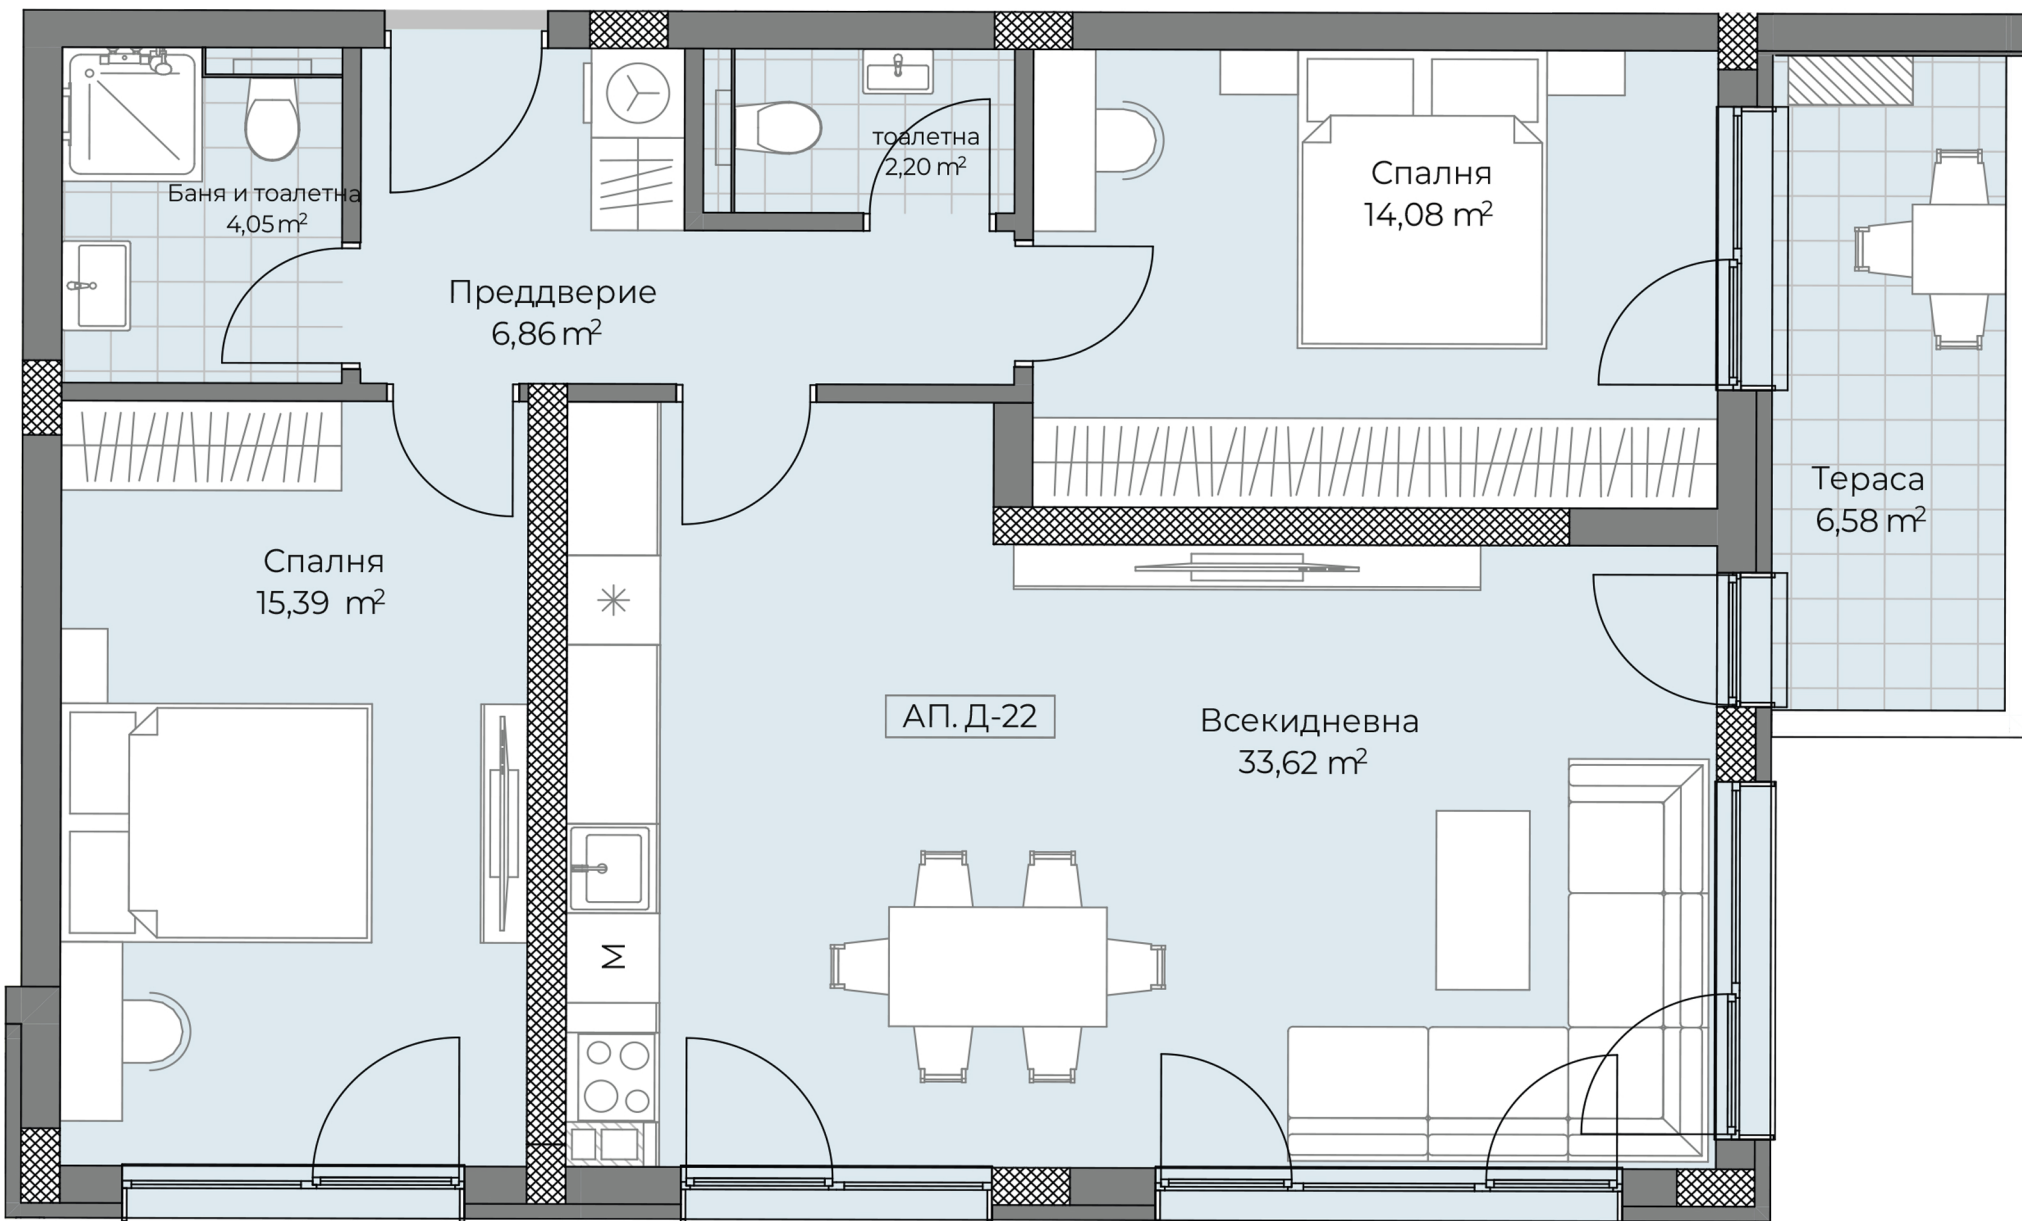 тоалетна
2,20 m²
Спалня
14,08 m²
Баня и тоалетна
4,05 m²
Преддверие
6,86 m²
Тераса
6,58 m²
Спалня
15,39 m²
АП. Д-22
Всекидневна
33,62 m²
M